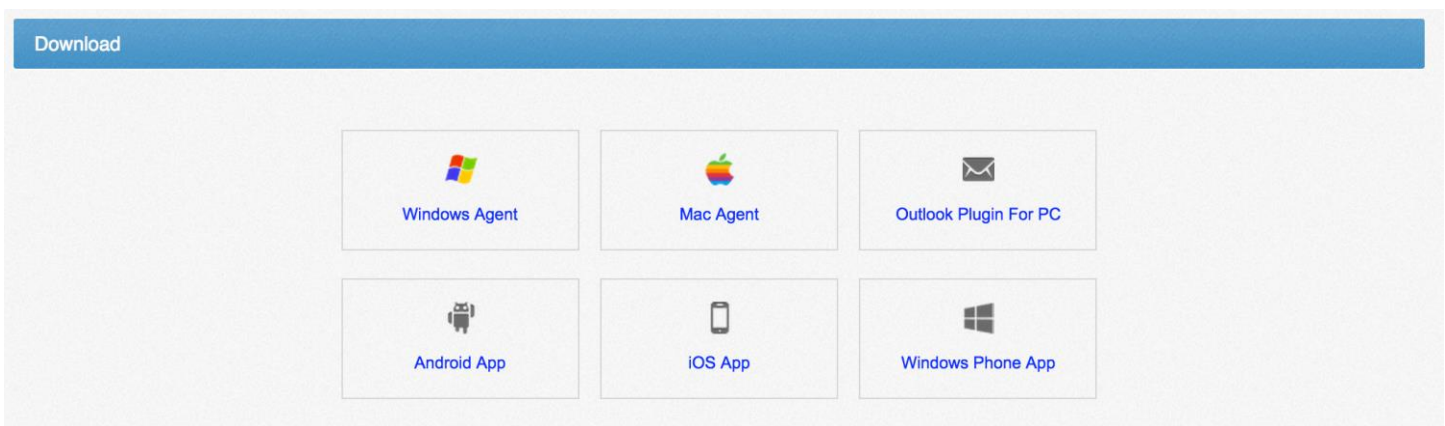 Download
Windows Agent
Mac Agent
Outlook Plugin For PC
Android App
iOS App
Windows Phone App